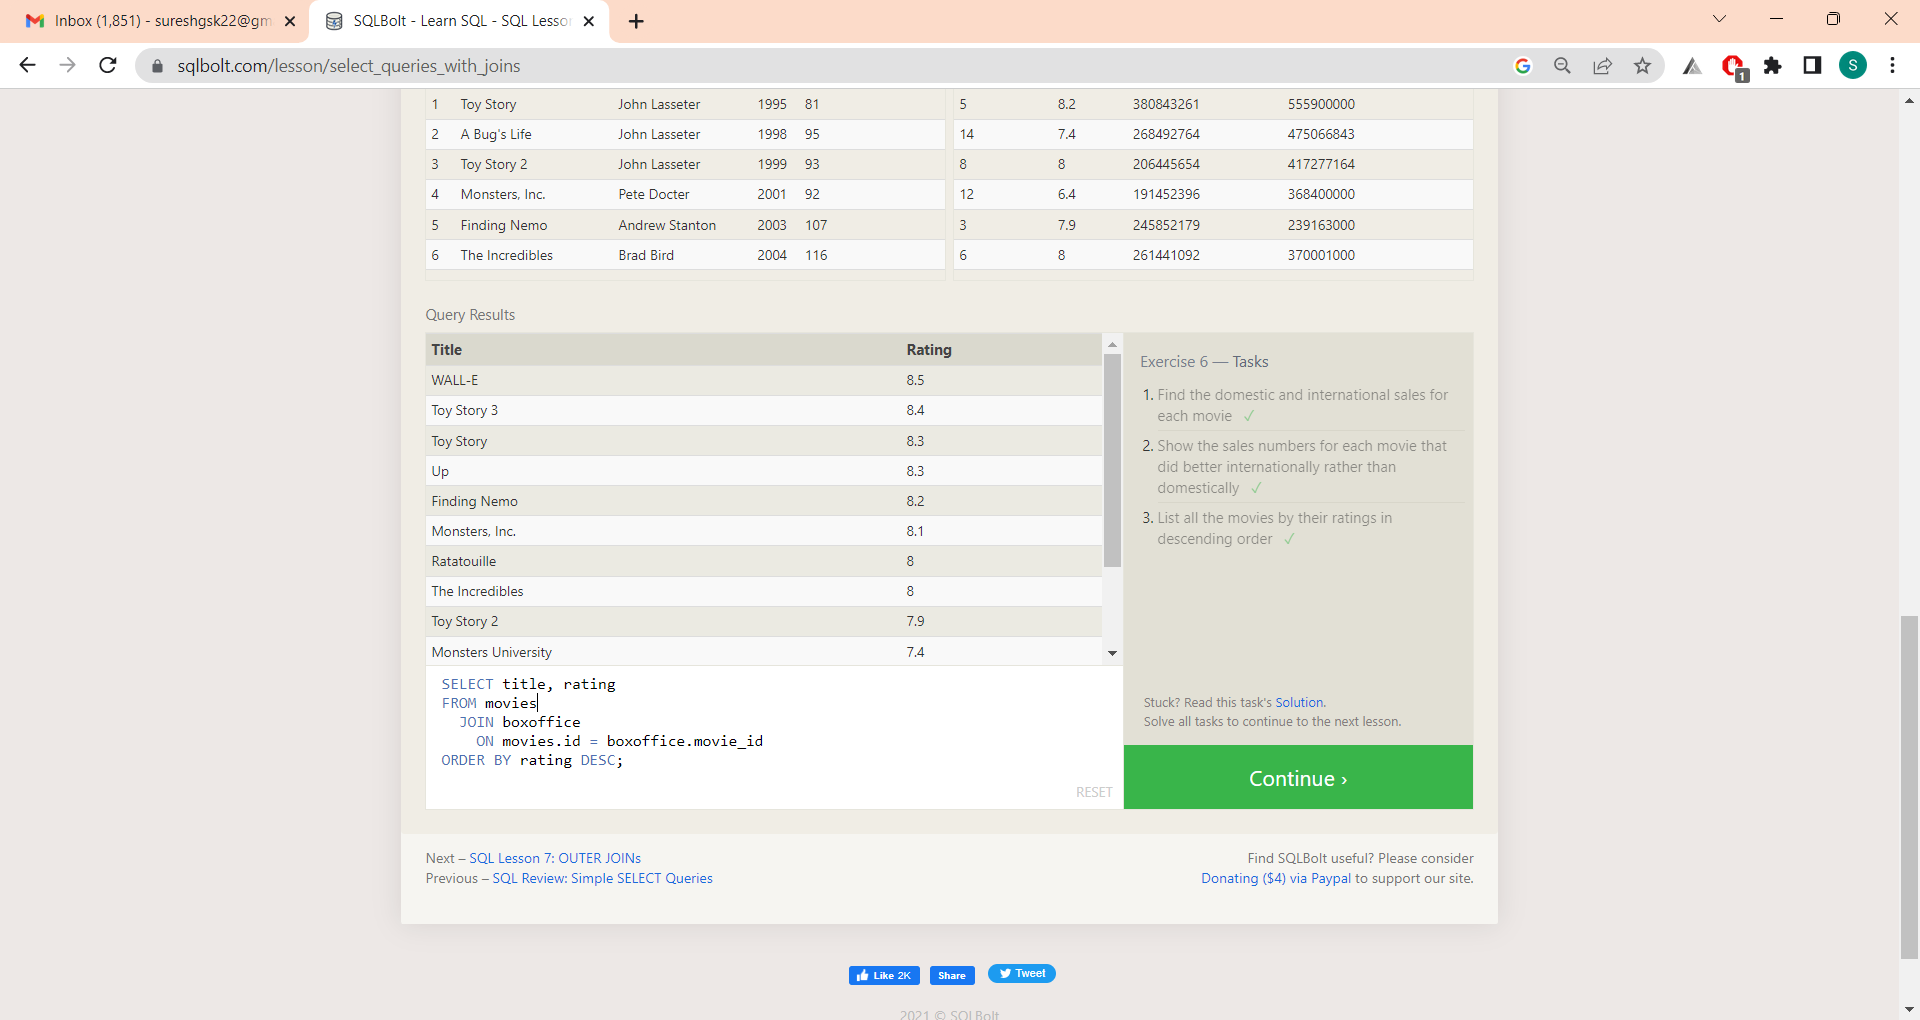 Inbox (1,851) - sureshgsk22@gm
SQLBolt - Learn SQL - SQL Lesson
sqlbolt.com/lesson/select_queries_with_joins
1
S
1 Toy Story John Lasseter 1995 81 5 8.2 380843261 555900000
2 A Bug's Life John Lasseter 1998 95 14 7.4 268492764 475066843
3 Toy Story 2 John Lasseter 1999 93 8 8 206445654 417277164
4 Monsters, Inc. Pete Docter 2001 92 12 6.4 191452396 368400000
5 Finding Nemo Andrew Stanton 2003 107 3 7.9 245852179 239163000
6 The Incredibles Brad Bird 2004 116 6 8 261441092 370001000
Query Results
Title Rating
WALL-E 8.5
Toy Story 3 8.4
Toy Story 8.3
Up 8.3
Finding Nemo 8.2
Monsters, Inc. 8.1
Ratatouille 8
The Incredibles 8
Toy Story 2 7.9
Monsters University 7.4
SELECT title, rating
FROM movies
JOIN boxoffice
ON movies.id = boxoffice.movie_id
ORDER BY rating DESC;
RESET
Exercise 6 — Tasks
1. Find the domestic and international sales for
each movie ✓
2. Show the sales numbers for each movie that
did better internationally rather than
domestically ✓
3. List all the movies by their ratings in
descending order ✓
Stuck? Read this task's Solution.
Solve all tasks to continue to the next lesson.
Continue ›
Next – SQL Lesson 7: OUTER JOINs
Previous – SQL Review: Simple SELECT Queries
Find SQLBolt useful? Please consider
Donating ($4) via Paypal to support our site.
Like 2K
Share
Tweet
2021 © SQLBolt